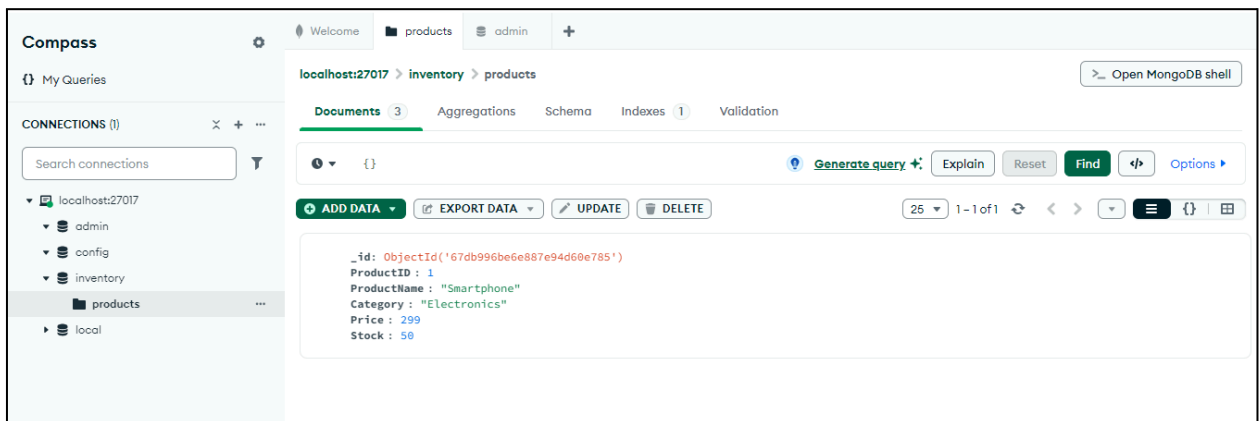 Compass
{} My Queries
CONNECTIONS (1)
Search connections
localhost:27017
admin
config
inventory
products
local
Welcome
products
admin
localhost:27017 > inventory > products
>_ Open MongoDB shell
Documents 3 Aggregations Schema Indexes 1 Validation
{} Generate query Explain Reset Find </> Options
ADD DATA EXPORT DATA UPDATE DELETE 25 1-1 of 1 {}
_id: ObjectId('67db996be6e887e94d60e785')
ProductID : 1
ProductName : "Smartphone"
Category : "Electronics"
Price : 299
Stock : 50